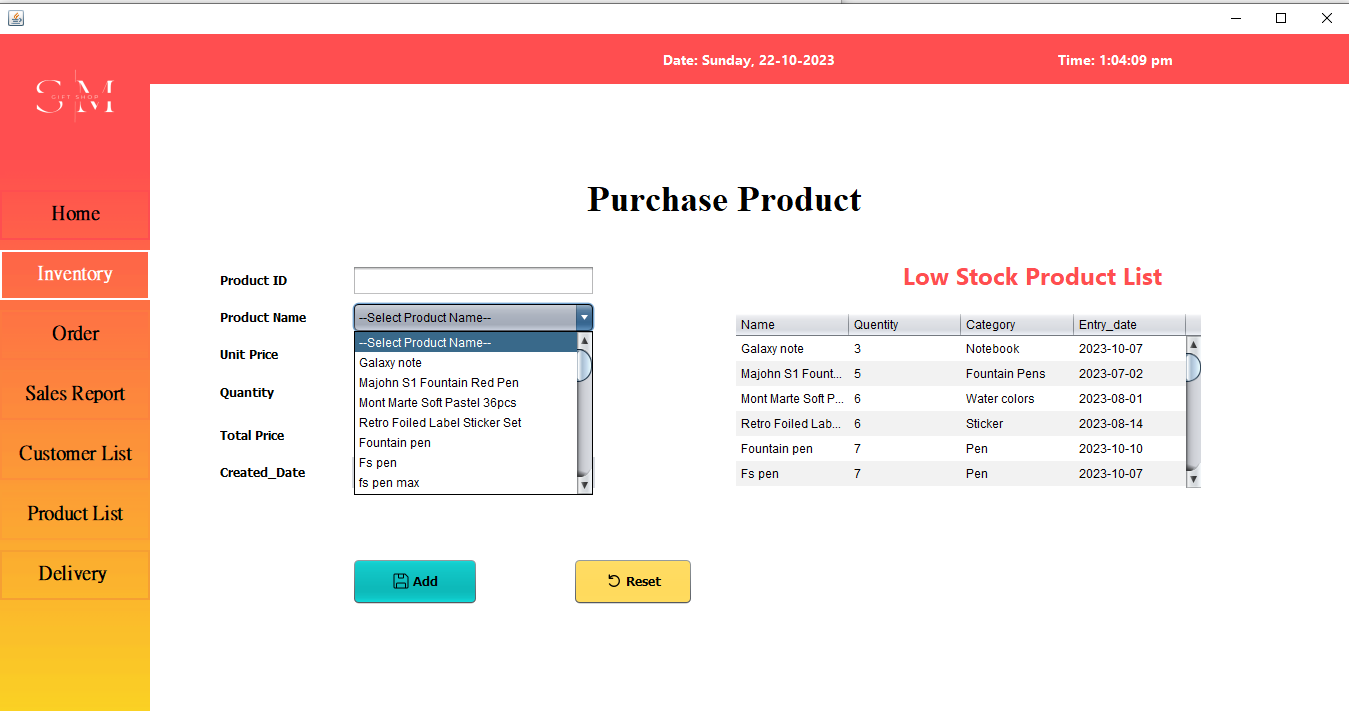 Date: Sunday, 22-10-2023
Time: 1:04:09 pm
SM
GIFT SHOP
Home
Inventory
Order
Sales Report
Customer List
Product List
Delivery
Purchase Product
Product ID
Product Name
--Select Product Name--
--Select Product Name--
Galaxy note
Majohn S1 Fountain Red Pen
Mont Marte Soft Pastel 36pcs
Retro Foiled Label Sticker Set
Fountain pen
Fs pen
fs pen max
Unit Price
Quantity
Total Price
Created_Date
Add
Reset
Low Stock Product List
Name Quentity Category Entry_date
Galaxy note 3 Notebook 2023-10-07
Majohn S1 Fount... 5 Fountain Pens 2023-07-02
Mont Marte Soft P... 6 Water colors 2023-08-01
Retro Foiled Lab... 6 Sticker 2023-08-14
Fountain pen 7 Pen 2023-10-10
Fs pen 7 Pen 2023-10-07